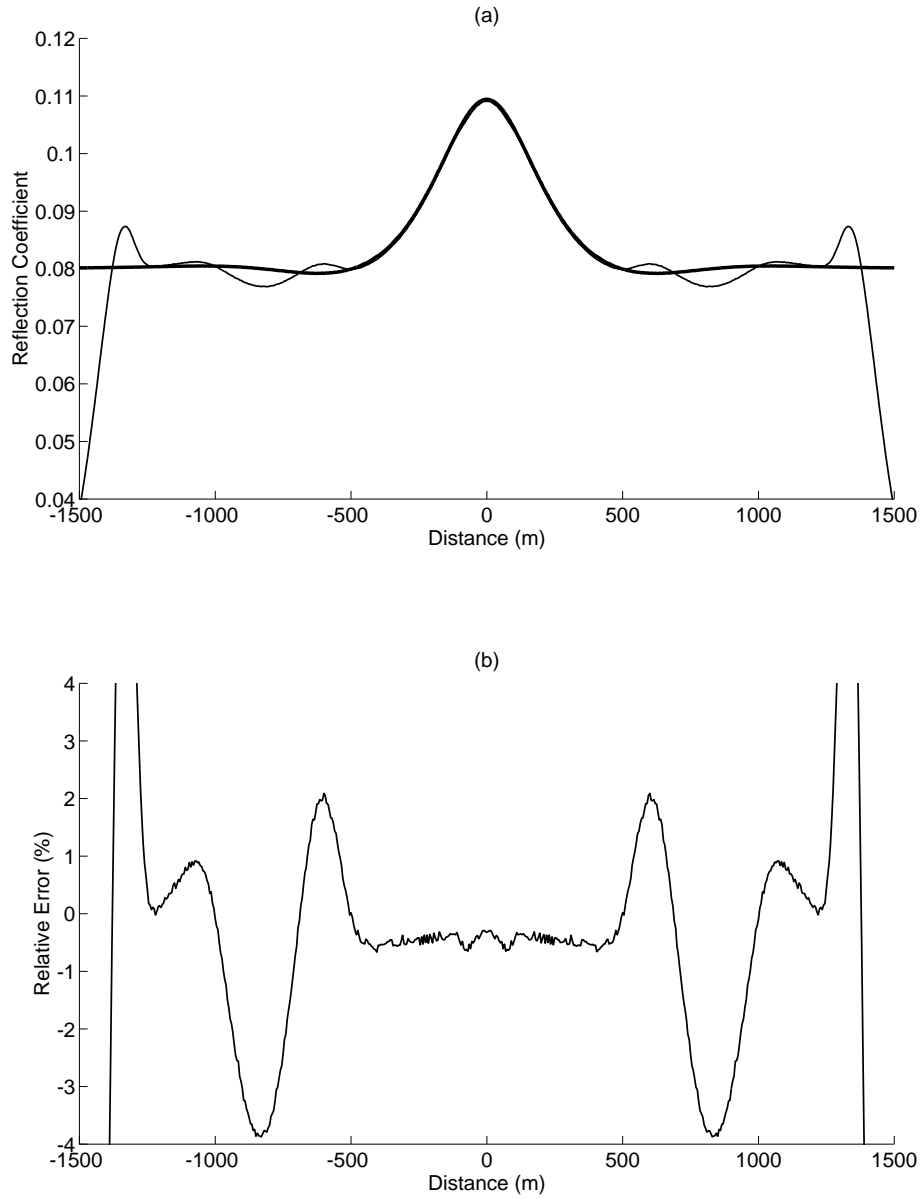 (a)
0.12
0.11
0.1
0.09
0.08
0.07
0.06
0.05
0.04
Reflection Coefficient
-1500 -1000 -500 0 500 1000 1500
Distance (m)
(b)
4
3
2
1
0
-1
-2
-3
-4
Relative Error (%)
-1500 -1000 -500 0 500 1000 1500
Distance (m)